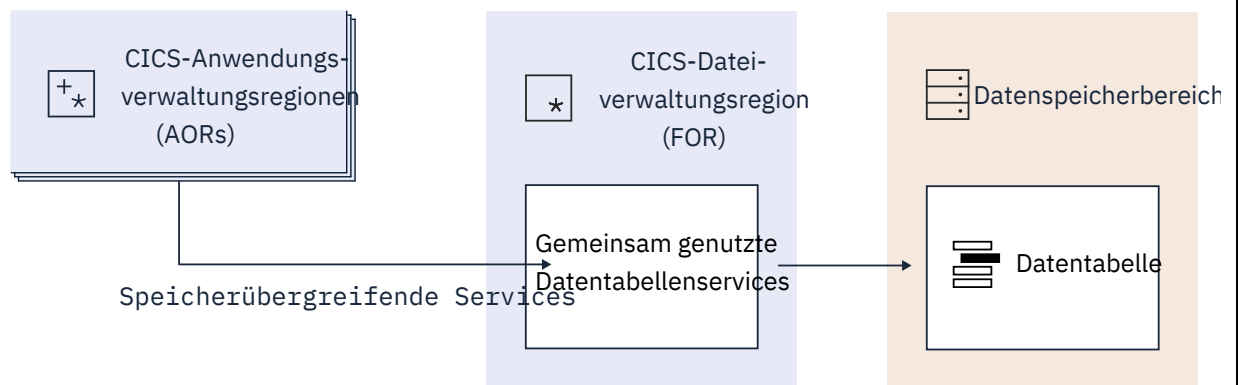 CICS-Anwendungs-
verwaltungsregionen
(AORs)
Speicherübergreifende Services
CICS-Datei-
verwaltungsregion
(FOR)
Gemeinsam genutzte
Datentabellenservices
Datenspeicherbereich
Datentabelle